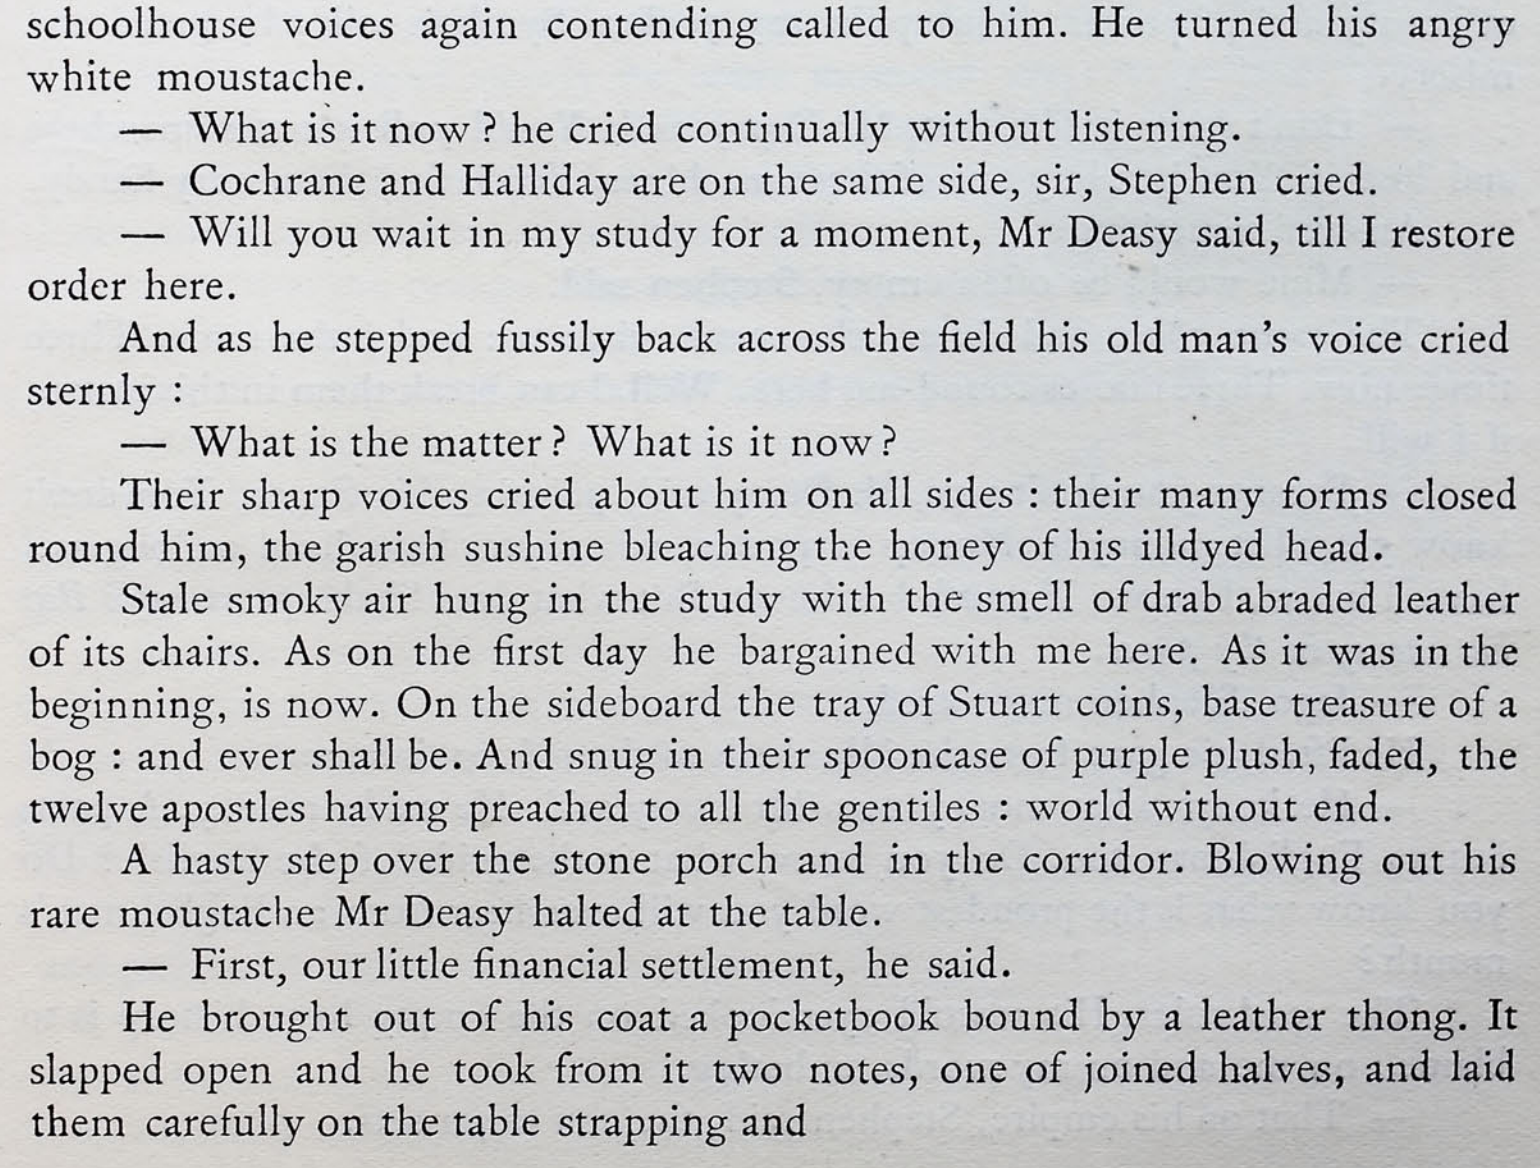 schoolhouse voices again contending called to him. He turned his angry
white moustache.
— What is it now ? he cried continually without listening.
— Cochrane and Halliday are on the same side, sir, Stephen cried.
— Will you wait in my study for a moment, Mr Deasy said, till I restore
order here.
And as he stepped fussily back across the field his old man’s voice cried
sternly :
— What is the matter ? What is it now ?
Their sharp voices cried about him on all sides : their many forms closed
round him, the garish sushine bleaching the honey of his illdyed head.
Stale smoky air hung in the study with the smell of drab abraded leather
of its chairs. As on the first day he bargained with me here. As it was in the
beginning, is now. On the sideboard the tray of Stuart coins, base treasure of a
bog : and ever shall be. And snug in their spooncase of purple plush, faded, the
twelve apostles having preached to all the gentiles : world without end.
A hasty step over the stone porch and in the corridor. Blowing out his
rare moustache Mr Deasy halted at the table.
— First, our little financial settlement, he said.
He brought out of his coat a pocketbook bound by a leather thong. It
slapped open and he took from it two notes, one of joined halves, and laid
them carefully on the table strapping and